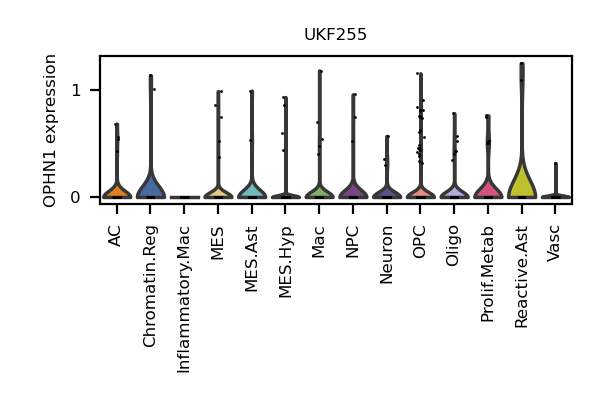 UKF255
OPHN1 expression
1
0
AC
Chromatin.Reg
Inflammatory.Mac
MES
MES.Ast
MES.Hyp
Mac
NPC
Neuron
OPC
Oligo
Prolif.Metab
Reactive.Ast
Vasc